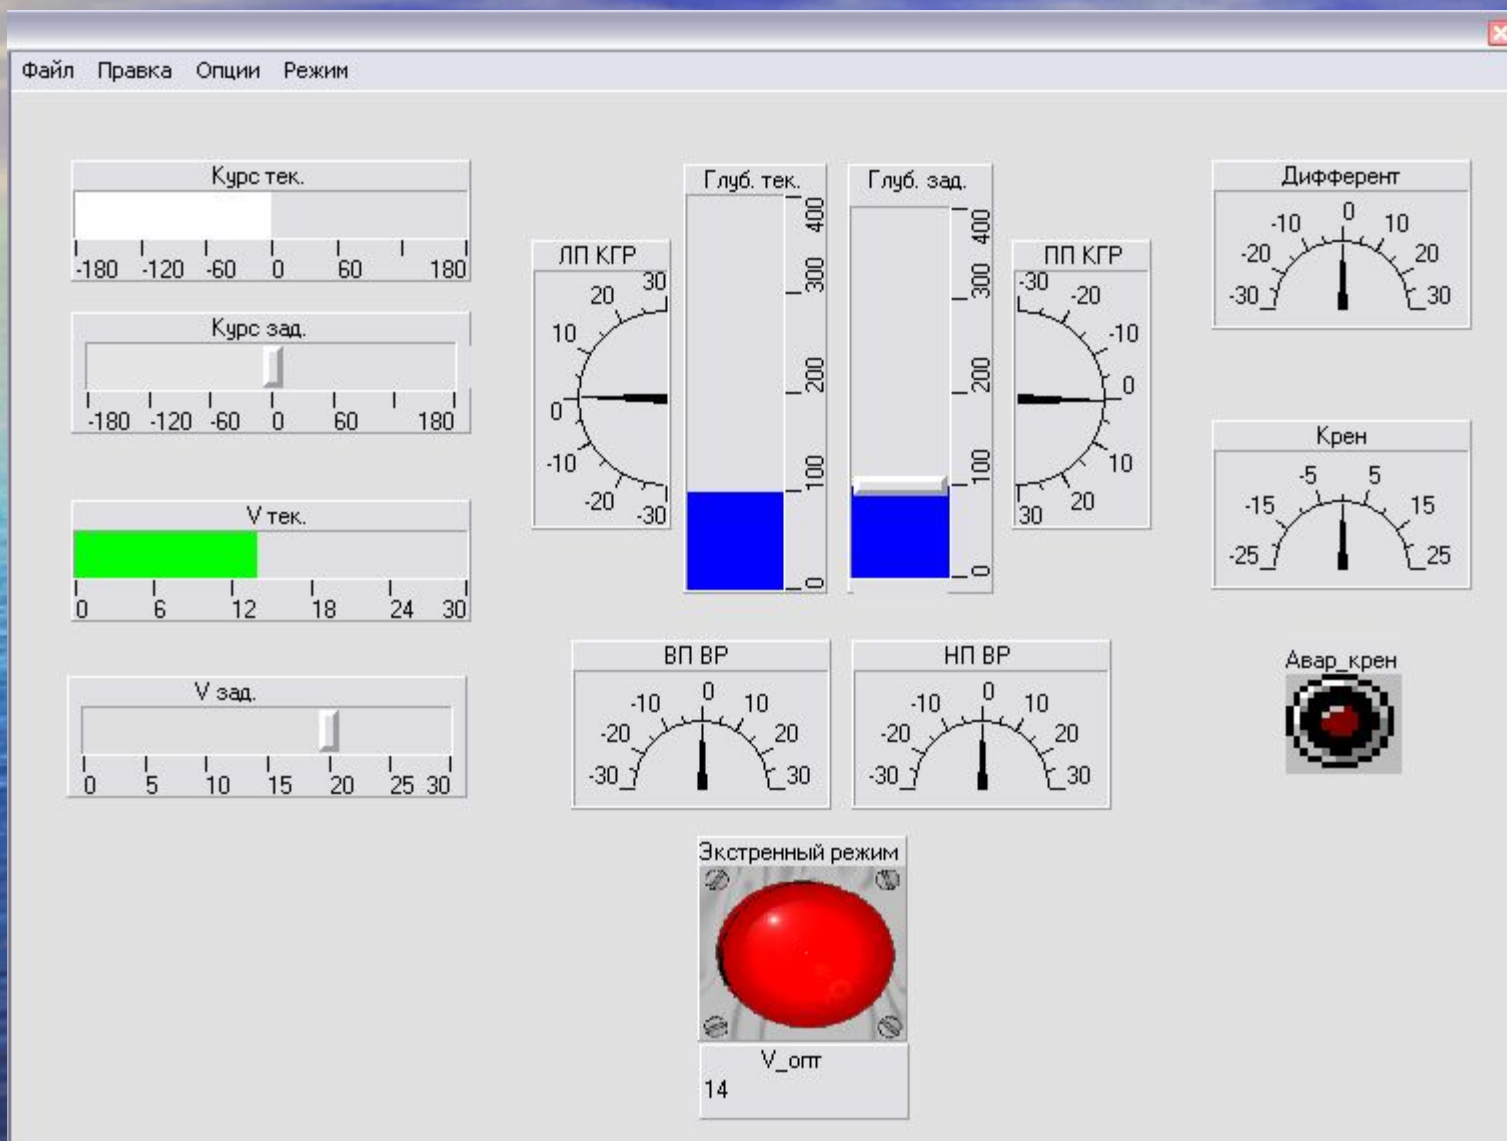 Файл Правка Опции Режим
Курс тек.
-180 -120 -60 0 60 180
Курс зад.
-180 -120 -60 0 60 180
V тек.
0 6 12 18 24 30
V зад.
0 5 10 15 20 25 30
ЛП КГР
30
20
10
0
-10
-20
-30
Глуб. тек.
400
300
200
100
0
Глуб. зад.
400
300
200
100
0
ПП КГР
-30
-20
-10
0
10
20
30
Дифферент
-30 -20 -10 0 10 20 30
Крен
-25 -15 -5 5 15 25
ВП ВР
-30 -20 -10 0 10 20 30
НП ВР
-30 -20 -10 0 10 20 30
Авар_крен
Экстренный режим
V_опт
14